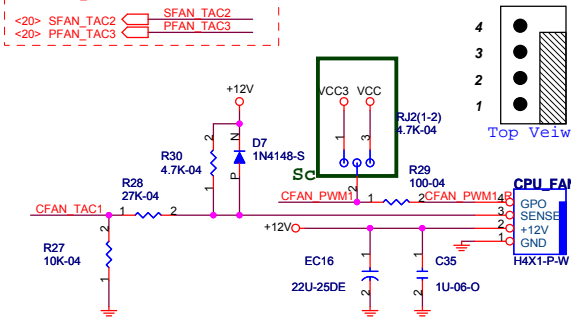 <20> SFAN_TAC2 SFAN_TAC2
<20> PFAN_TAC3 PFAN_TAC3
4
3
2
1
Top Veiw
+12V
VCC3 VCC
RJ2(1-2)
4.7K-04
1 3
2
Sc
R30
4.7K-04
2
1
D7
1N4148-S
N
P
R28
27K-04
CFAN_TAC1 1 2
R27
10K-04
2
1
CFAN_PWM1 1 2 CFAN_PWM1
R29
100-04
+12V
EC16
22U-25DE
1
2
C35
1U-06-O
1
2
CPU_FAN
4 GPO
3 SENSE
2 +12V
1 GND
H4X1-P-W